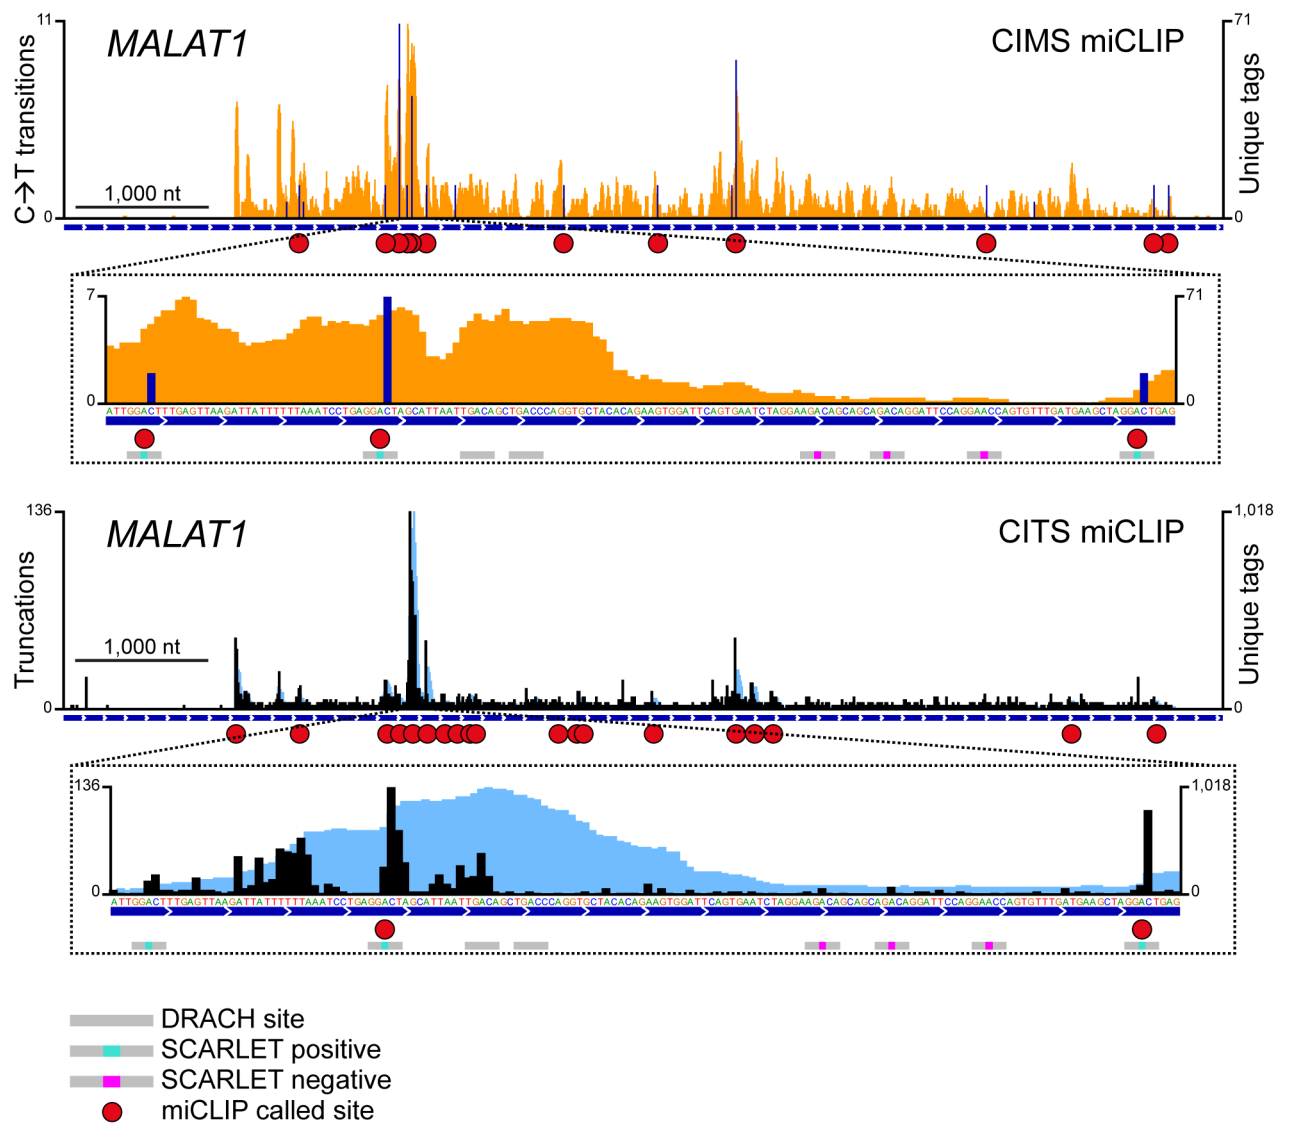 11
MALAT1
CIMS miCLIP
71
C→T transitions
Unique tags
1,000 nt
0
0
7
71
0
0
ATTGGACTTTGAGTTAAGATTATTTTTTAAATCCTGAGGACTAGCATTAATTGACAGCTGACCCAGGTGCTACACAGAAGTGGATTCAGTGAATCTAGGAAGACAGCAGCAGACAGGATTCCAGGAACCAGTGTTTGATGAAGCTAGGACTGAG
136
MALAT1
CITS miCLIP
1,018
Truncations
Unique tags
1,000 nt
0
0
136
1,018
0
0
ATTGGACTTTGAGTTAAGATTATTTTTTAAATCCTGAGGACTAGCATTAATTGACAGCTGACCCAGGTGCTACACAGAAGTGGATTCAGTGAATCTAGGAAGACAGCAGCAGACAGGATTCCAGGAACCAGTGTTTGATGAAGCTAGGACTGAG
DRACH site
SCARLET positive
SCARLET negative
miCLIP called site